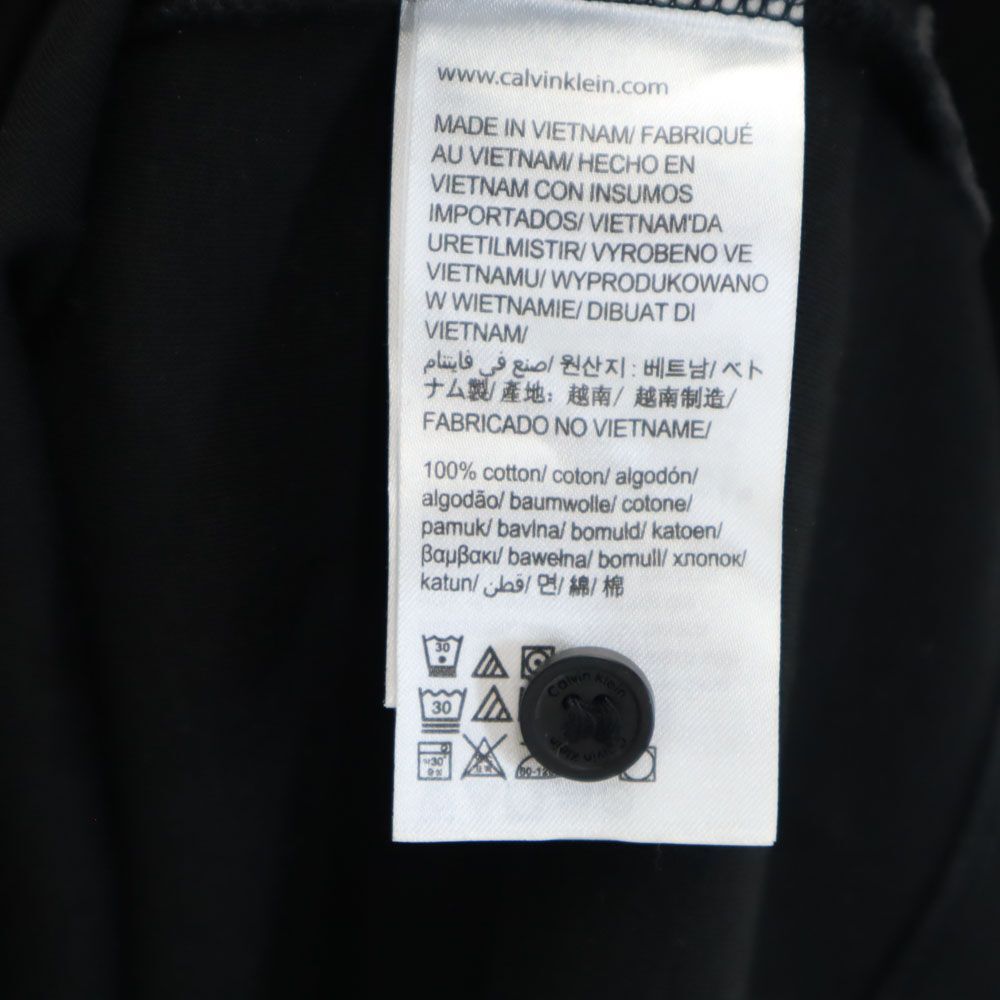 www.calvinklein.com
MADE IN VIETNAM/ FABRIQUÉ
AU VIETNAM/ HECHO EN
VIETNAM CON INSUMOS
IMPORTADOS/ VIETNAM'DA
URETILMISTIR/ VYROBENO VE
VIETNAMU/ WYPRODUKOWANO
W WIETNAMIE/ DIBUAT DI
VIETNAM/
صنع في فايتنام/ 원산지 : 베트남/ ベト
ナム製/ 產地：越南/ 越南制造/
FABRICADO NO VIETNAME/
100% cotton/ coton/ algodón/
algodão/ baumwolle/ cotone/
pamuk/ bavlna/ bomuld/ katoen/
βαμβακι/ bawełna/ bomull/ хлопок/
katun/ قطن/ 면/ 綿/ 棉
30
30
Calvin Klein
Calvin Klein